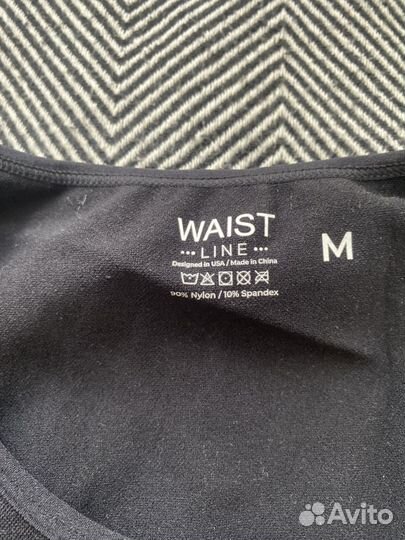 WAIST
LINE
Designed in USA / Made in China
90% Nylon / 10% Spandex
M
Avito